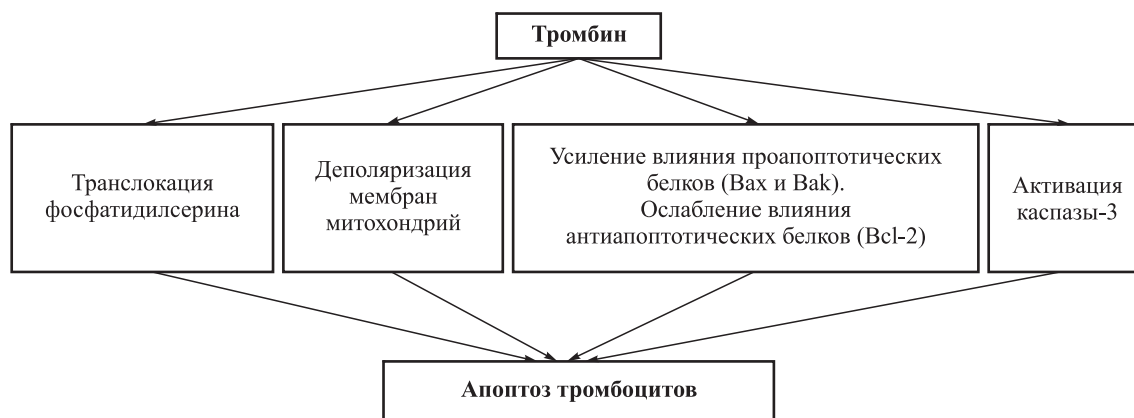 Тромбин
Транслокация
фосфатидилсерина
Деполяризация
мембран
митохондрий
Усиление влияния проапоптотических
белков (Bax и Bak).
Ослабление влияния
антиапоптотических белков (Bcl-2)
Активация
каспазы-3
Апоптоз тромбоцитов